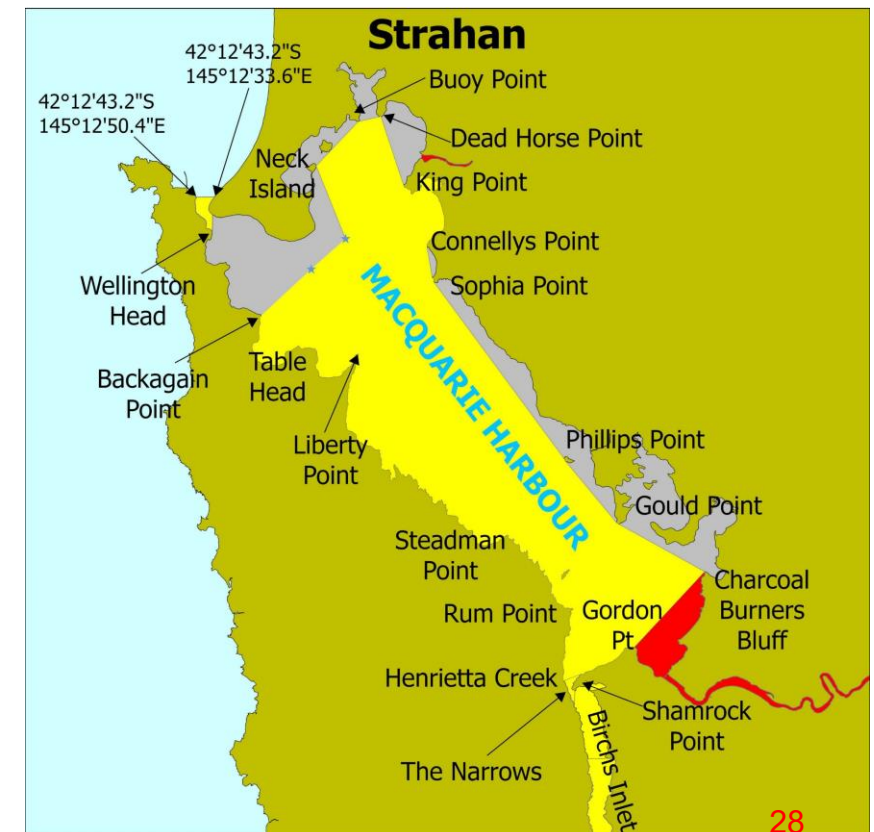 Strahan
42°12'43.2"S
145°12'33.6"E
Buoy Point
42°12'43.2"S
145°12'50.4"E
Dead Horse Point
Neck
Island
King Point
Connellys Point
Wellington
Head
Sophia Point
MACQUARIE HARBOUR
Backagain
Point
Table
Head
Liberty
Point
Phillips Point
Gould Point
Steadman
Point
Charcoal
Burners
Bluff
Rum Point
Gordon
Pt
Henrietta Creek
Shamrock
Point
The Narrows
Birchs Inlet
28